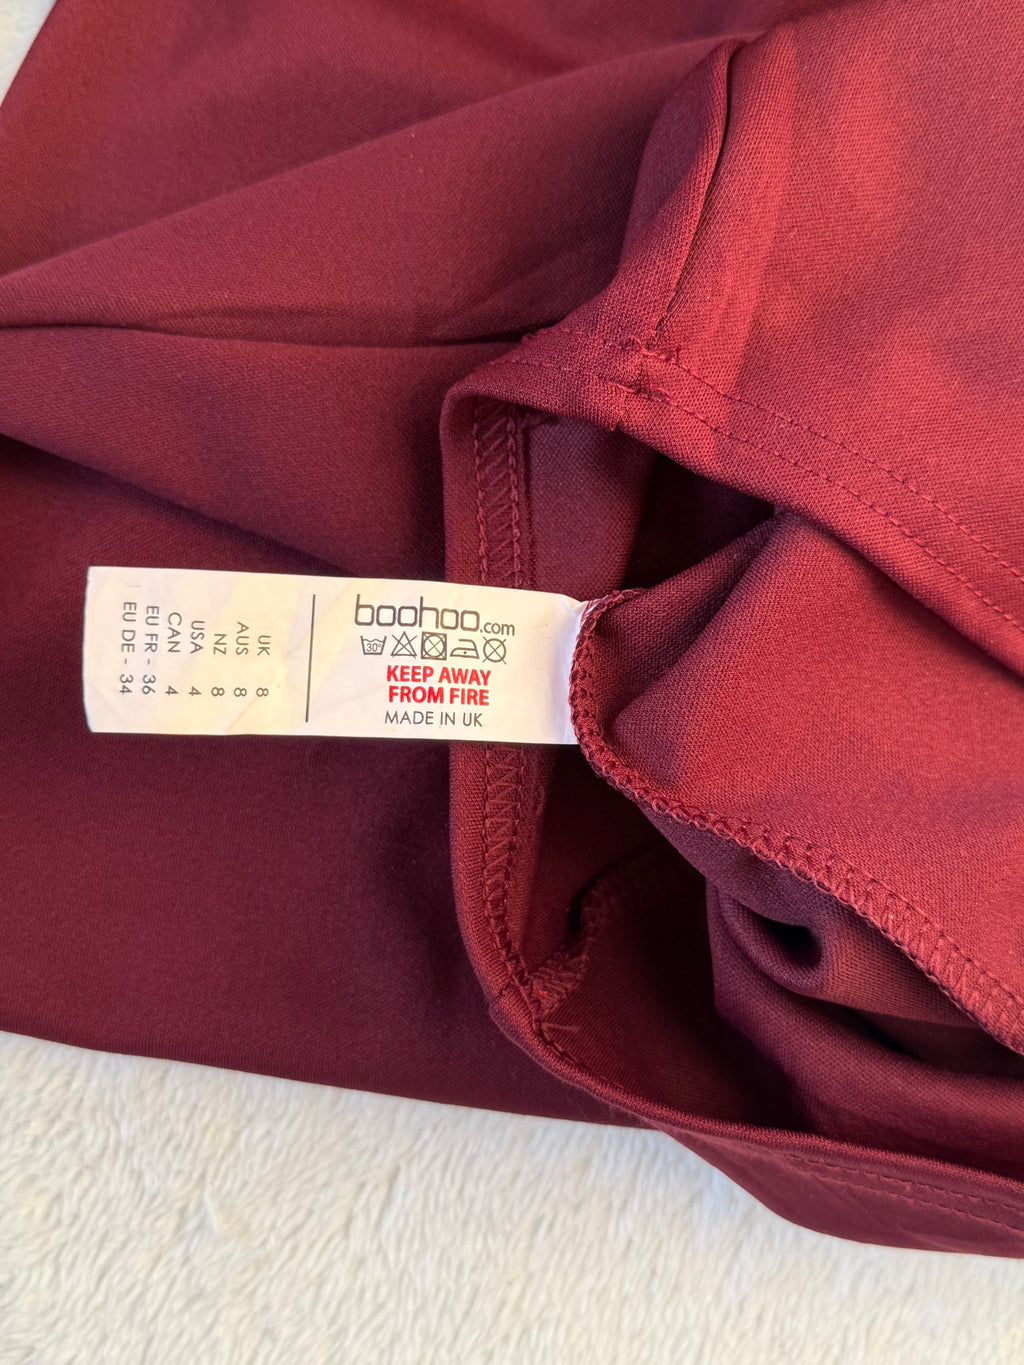 boohoo.com
30°
KEEP AWAY
FROM FIRE
MADE IN UK
UK 8
AUS 8
NZ 8
USA 4
CAN 4
EU FR - 36
EU DE - 34